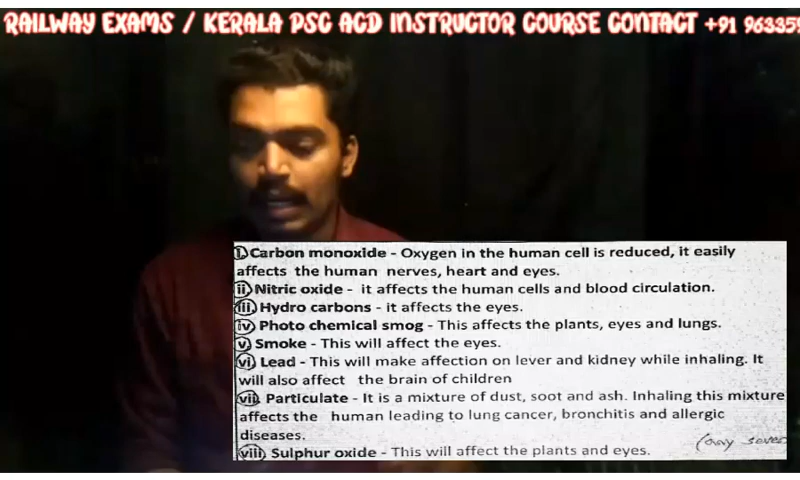 RAILWAY EXAMS / KERALA PSC ACD INSTRUCTOR COURSE CONTACT +91 963359
i. Carbon monoxide - Oxygen in the human cell is reduced, it easily
affects the human nerves, heart and eyes.
ii) Nitric oxide - it affects the human cells and blood circulation.
iii) Hydro carbons - it affects the eyes.
iv) Photo chemical smog - This affects the plants, eyes and lungs.
v) Smoke - This will affect the eyes.
vi) Lead - This will make affection on lever and kidney while inhaling. It
will also affect the brain of children
vii) Particulate - It is a mixture of dust, soot and ash. Inhaling this mixture
affects the human leading to lung cancer, bronchitis and allergic
diseases.
(any seven
viii) Sulphur oxide - This will affect the plants and eyes.